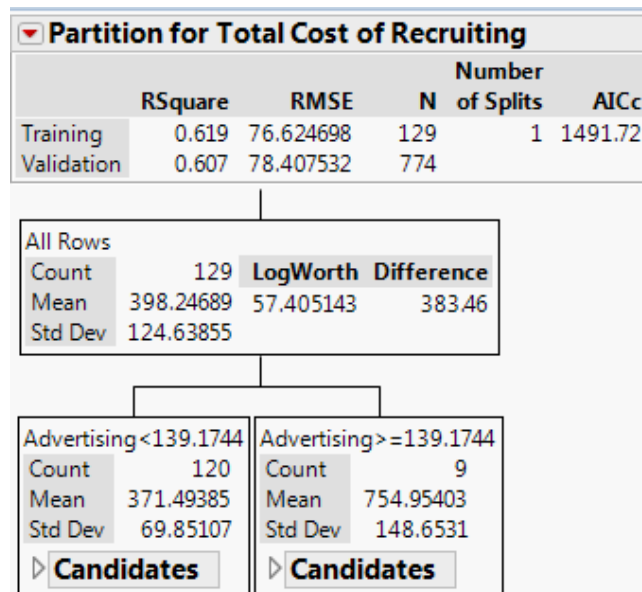 Partition for Total Cost of Recruiting
Number
RSquare RMSE N of Splits AICc
Training 0.619 76.624698 129 1 1491.72
Validation 0.607 78.407532 774
All Rows
Count 129 LogWorth Difference
Mean 398.24689 57.405143 383.46
Std Dev 124.63855
Advertising<139.1744 Advertising>=139.1744
Count 120 Count 9
Mean 371.49385 Mean 754.95403
Std Dev 69.85107 Std Dev 148.6531
Candidates Candidates